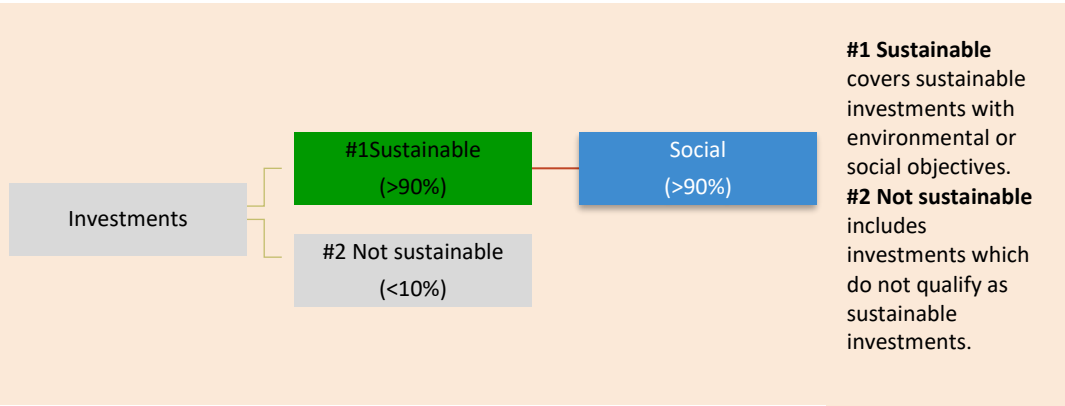 Investments
#1Sustainable
(>90%)
Social
(>90%)
#2 Not sustainable
(<10%)
#1 Sustainable
covers sustainable
investments with
environmental or
social objectives.
#2 Not sustainable
includes
investments which
do not qualify as
sustainable
investments.